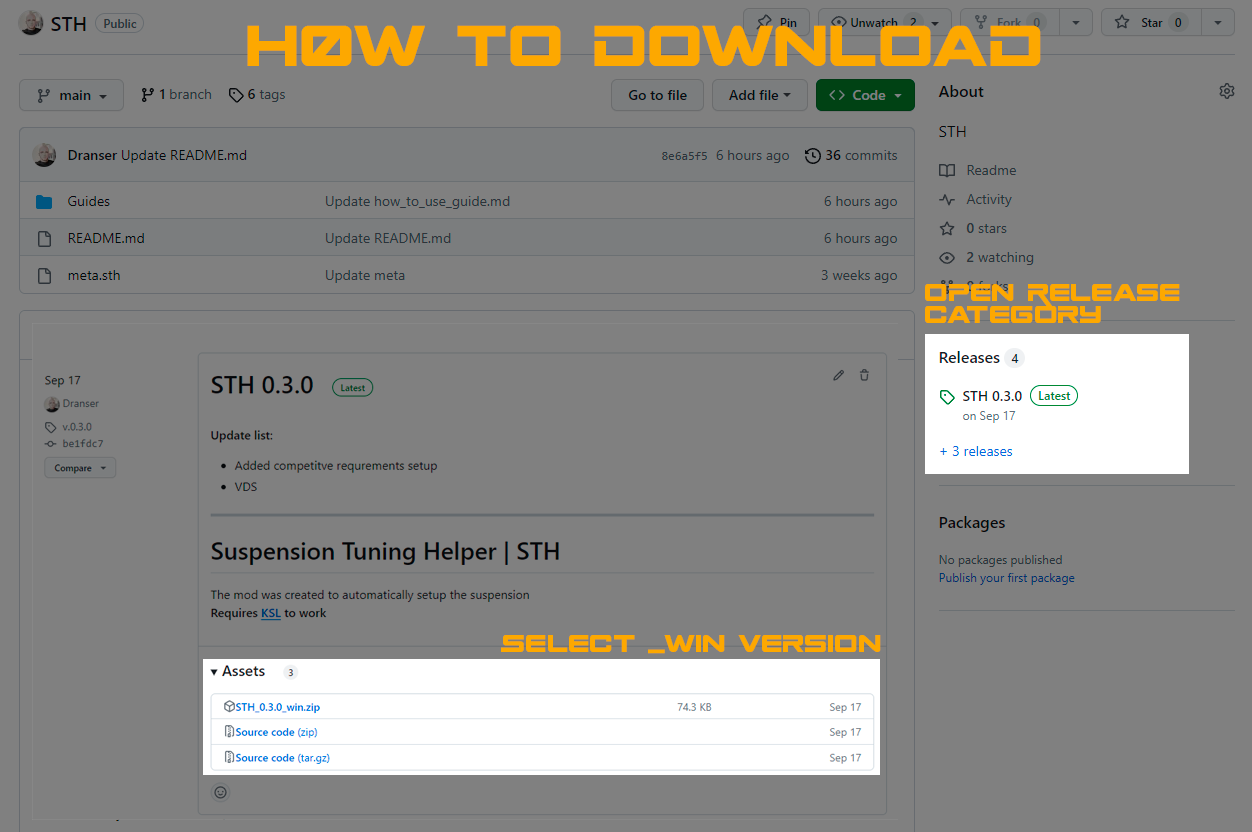 STH Public
Pin
Unwatch 2
Fork 0
Star 0
HØW TO DOWNLOAD
main
1 branch
6 tags
Go to file
Add file
Code
Dranser Update README.md
8e6a5f5 6 hours ago 36 commits
Guides Update how_to_use_guide.md 6 hours ago
README.md Update README.md 6 hours ago
meta.sth Update meta 3 weeks ago
About
STH
Readme
Activity
0 stars
2 watching
0 forks
OPEN RELEASE
CATEGORY
Releases 4
STH 0.3.0 Latest
on Sep 17
+ 3 releases
Packages
No packages published
Publish your first package
Sep 17
Dranser
v.0.3.0
be1fdc7
Compare
STH 0.3.0 Latest
Update list:
Added competitve requrements setup
VDS
Suspension Tuning Helper | STH
The mod was created to automatically setup the suspension
Requires KSL to work
SELECT _WIN VERSION
Assets 3
STH_0.3.0_win.zip 74.3 KB Sep 17
Source code (zip) Sep 17
Source code (tar.gz) Sep 17